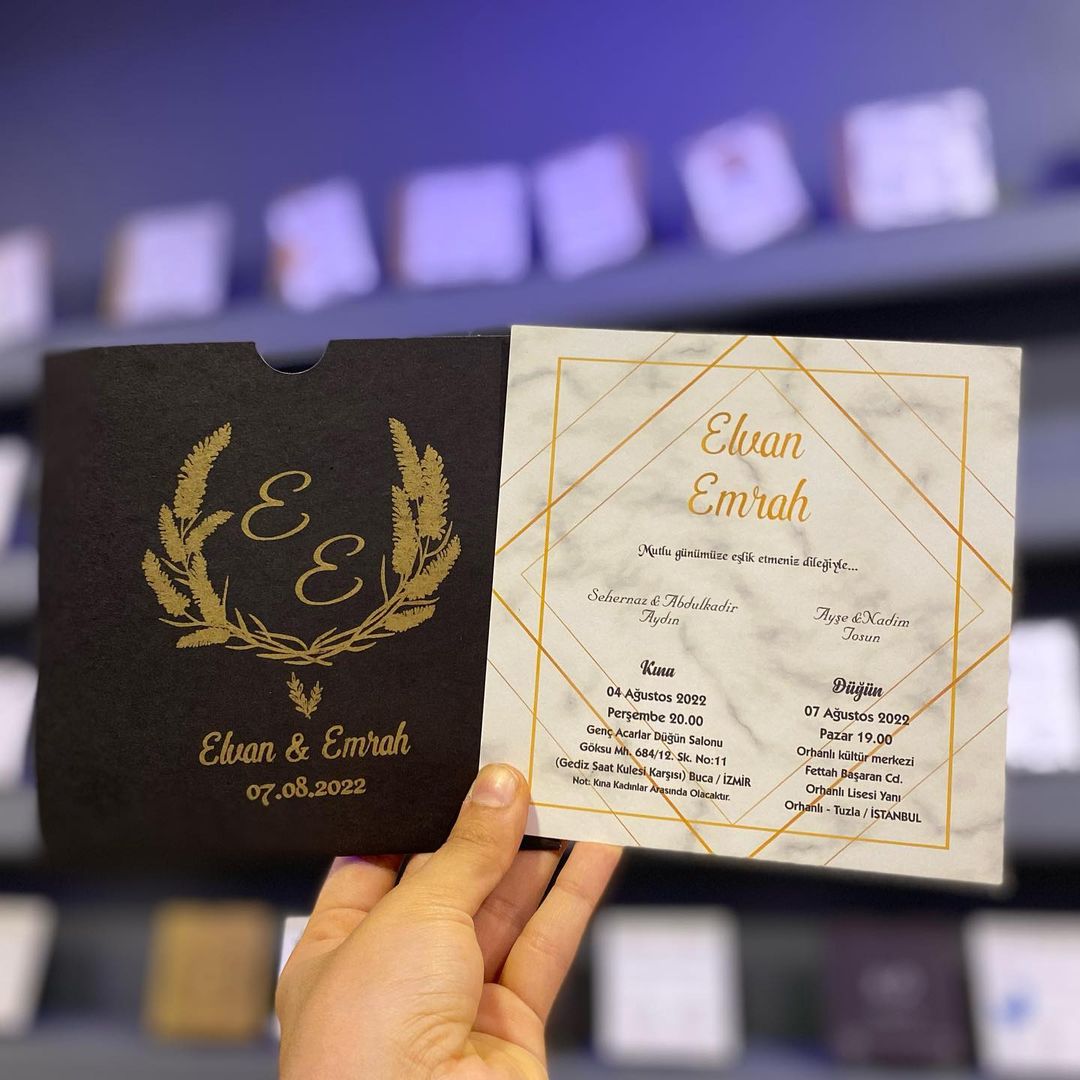 E
E
Elvan & Emrah
07.08.2022
Elvan
Emrah
Mutlu günümüze eşlik etmeniz dileğiyle...
Sehernaz & Abdulkadir
Aydın
Ayşe &Nadim
Tosun
Kına
04 Ağustos 2022
Perşembe 20.00
Genç Acarlar Düğün Salonu
Göksu Mh. 684/12. Sk. No:11
(Gediz Saat Kulesi Karşısı) Buca / İZMİR
Not: Kına Kadınlar Arasında Olacaktır.
Düğün
07 Ağustos 2022
Pazar 19.00
Orhanlı kültür merkezi
Fettah Başaran Cd.
Orhanlı Lisesi Yanı
Orhanlı - Tuzla / İSTANBUL